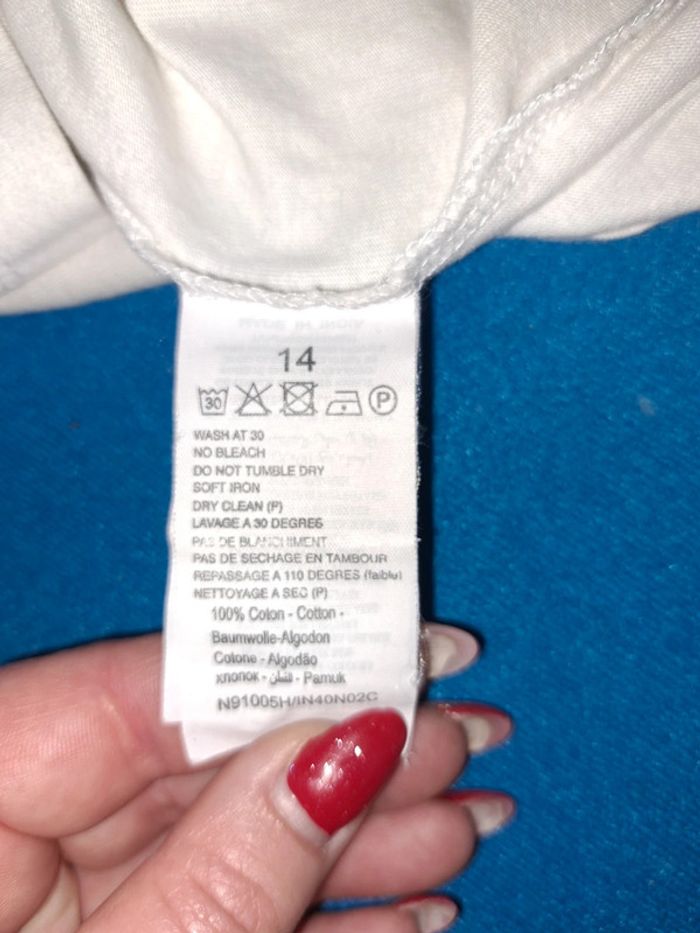 14
30 P
WASH AT 30
NO BLEACH
DO NOT TUMBLE DRY
SOFT IRON
DRY CLEAN (P)
LAVAGE A 30 DEGRES
PAS DE BLANCHIMENT
PAS DE SECHAGE EN TAMBOUR
REPASSAGE A 110 DEGRES (faible)
NETTOYAGE A SEC (P)
100% Coton - Cotton -
Baumwolle-Algodon
Cotone - Algodão
хлопок - قطن - Pamuk
N91005H/IN40N02C